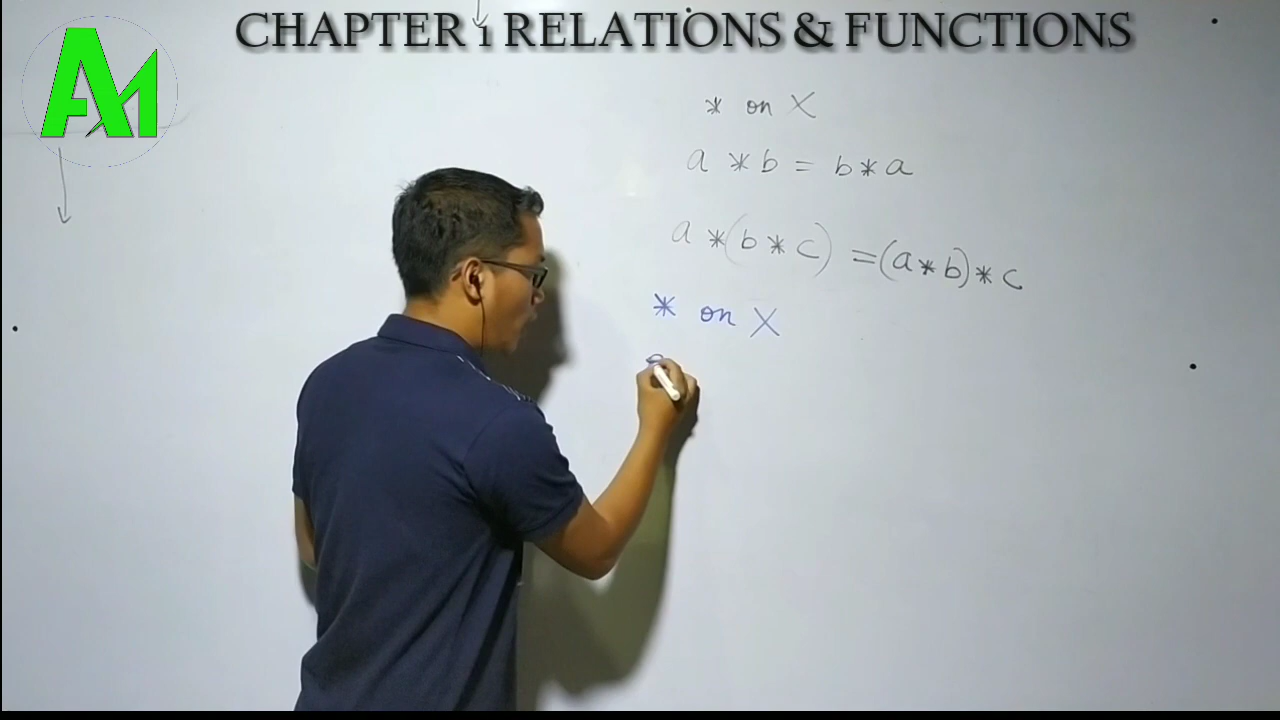 CHAPTER 1 RELATIONS & FUNCTIONS
AM
* on X
a * b = b * a
a * (b * c) = (a * b) * c
* on X